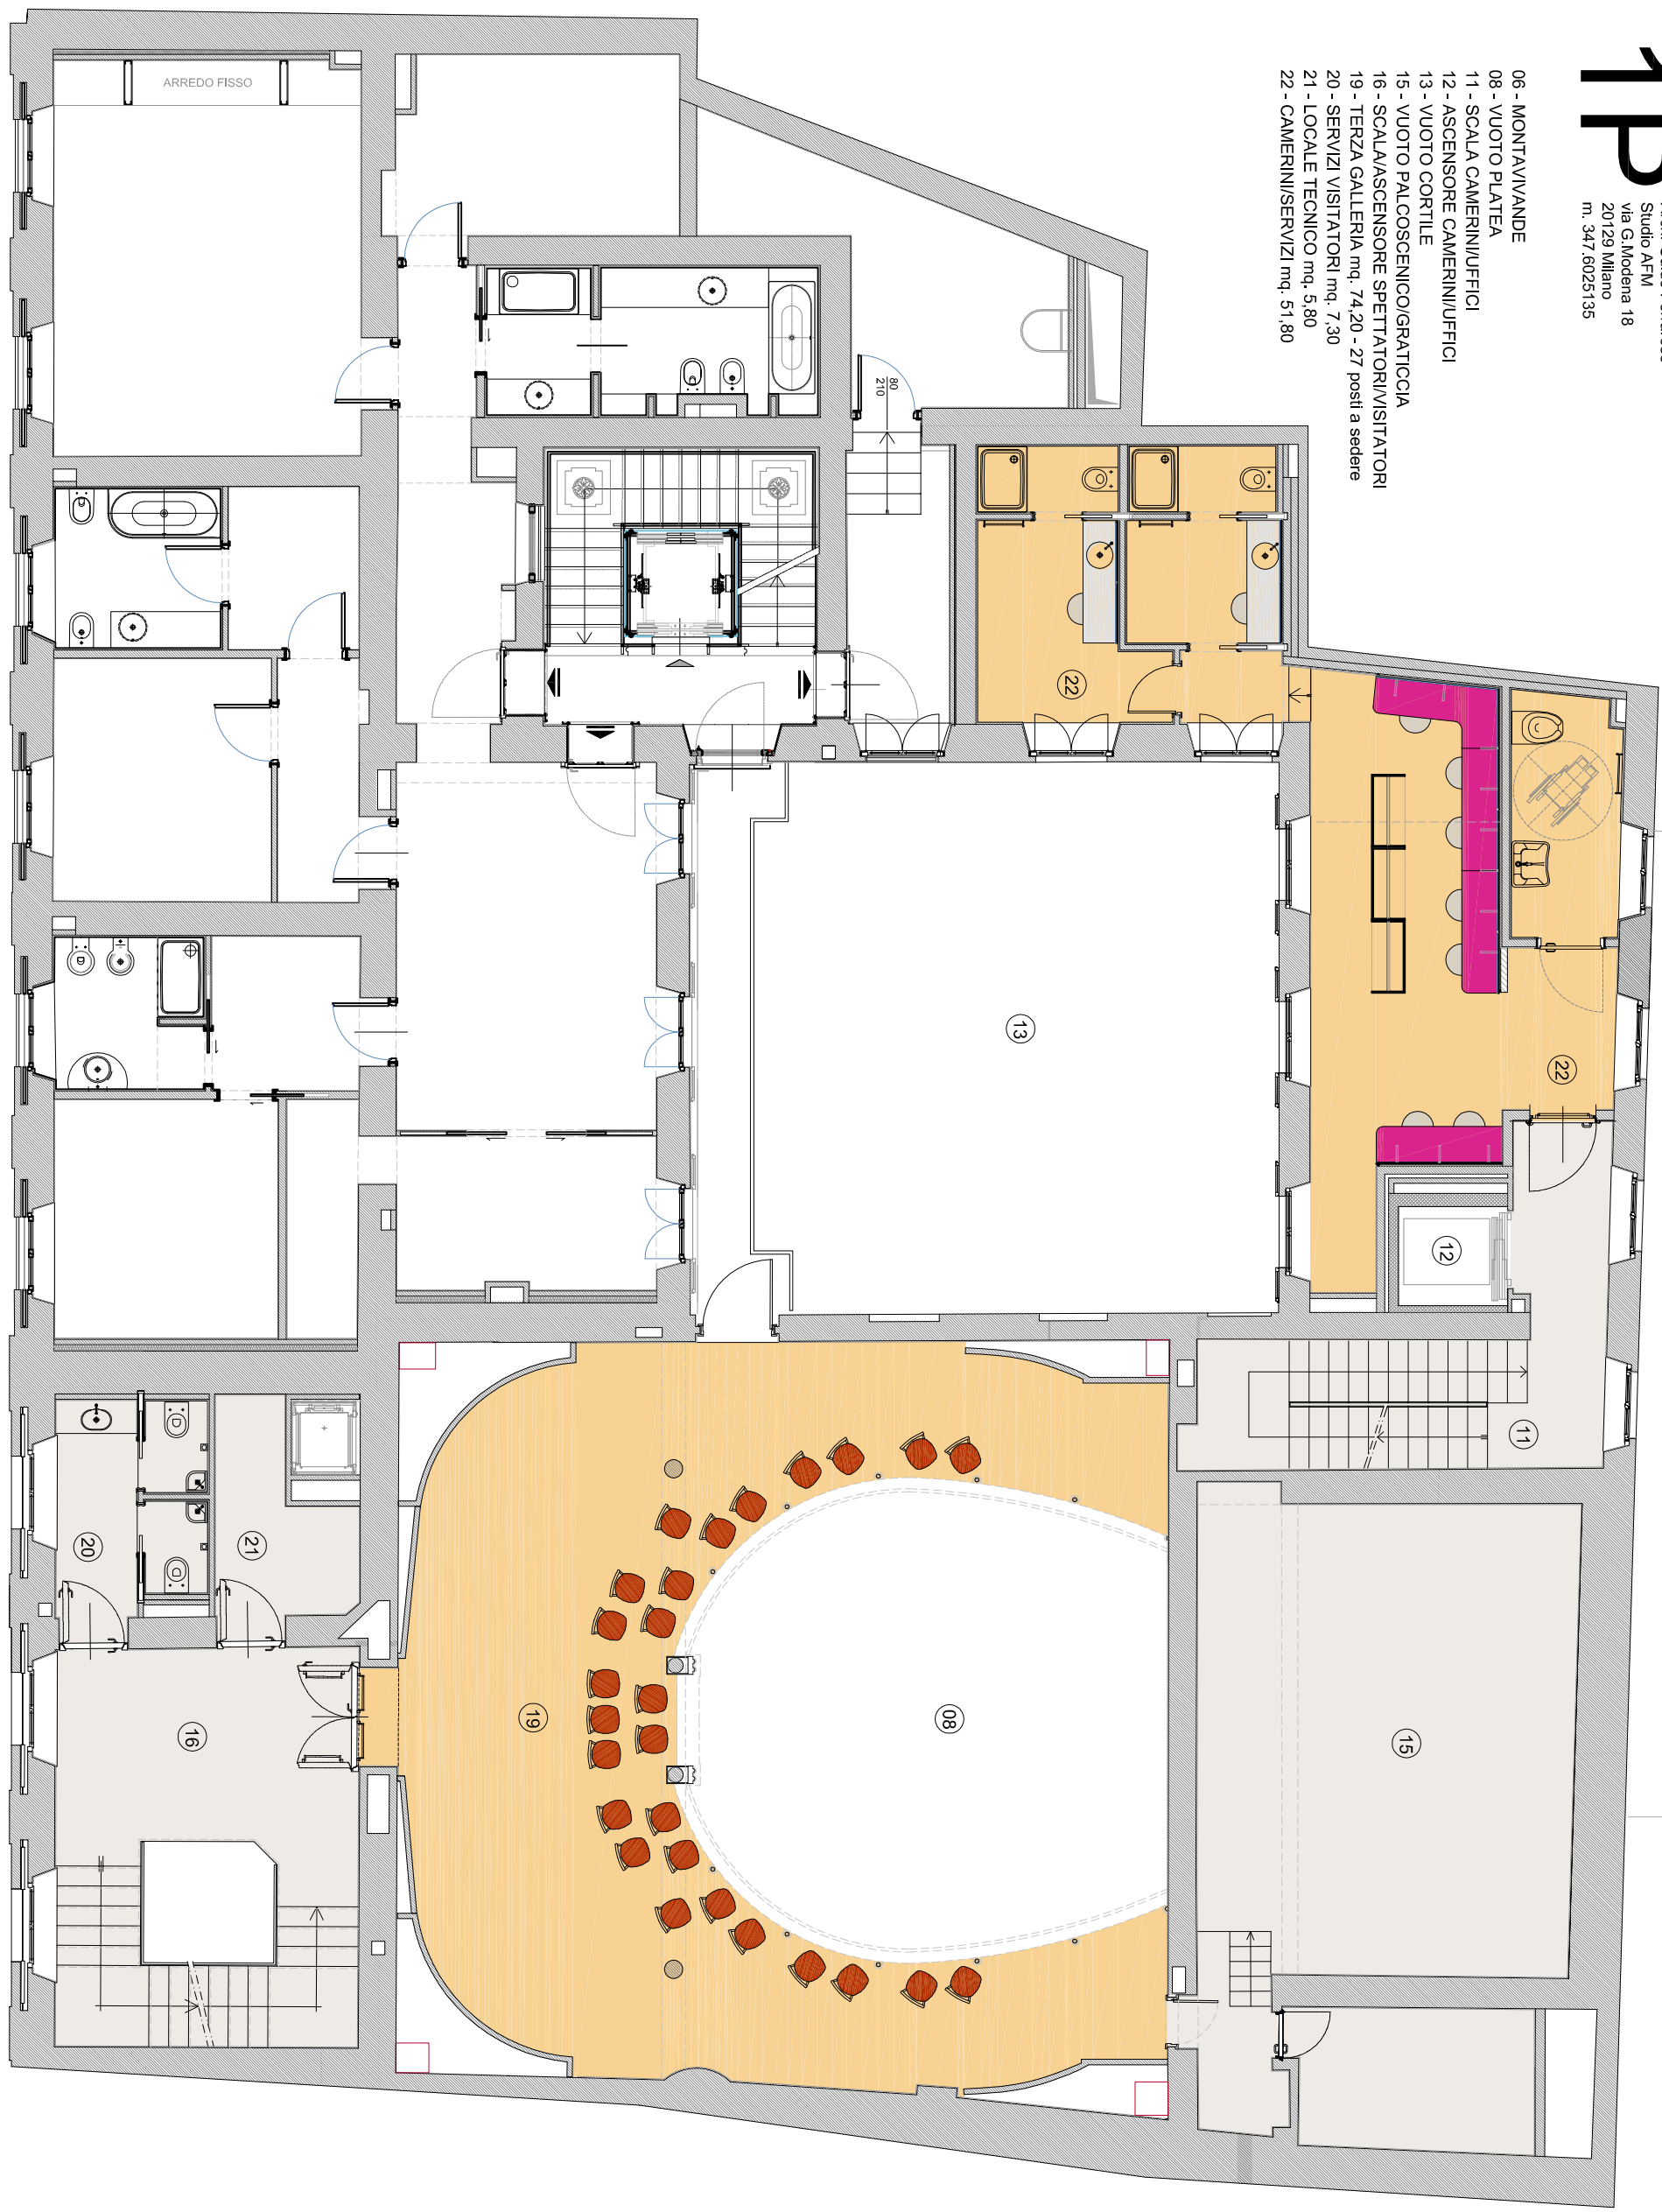 1P
Studio AFM
via G.Modena 18
20129 Milano
m. 347.6025135
06 - MONTAVIVANDE
08 - VUOTO PLATEA
11 - SCALA CAMERINI/UFFICI
12 - ASCENSORE CAMERINI/UFFICI
13 - VUOTO CORTILE
15 - VUOTO PALCOSCENICO/GRATICCIA
16 - SCALA/ASCENSORE SPETTATORI/VISITATORI
19 - TERZA GALLERIA mq. 74,20 - 27 posti a sedere
20 - SERVIZI VISITATORI mq. 7,30
21 - LOCALE TECNICO mq. 5,80
22 - CAMERINI/SERVIZI mq. 51,80
ARREDO FISSO
80
210
22
22
13
12
11
21
20
19
16
08
15